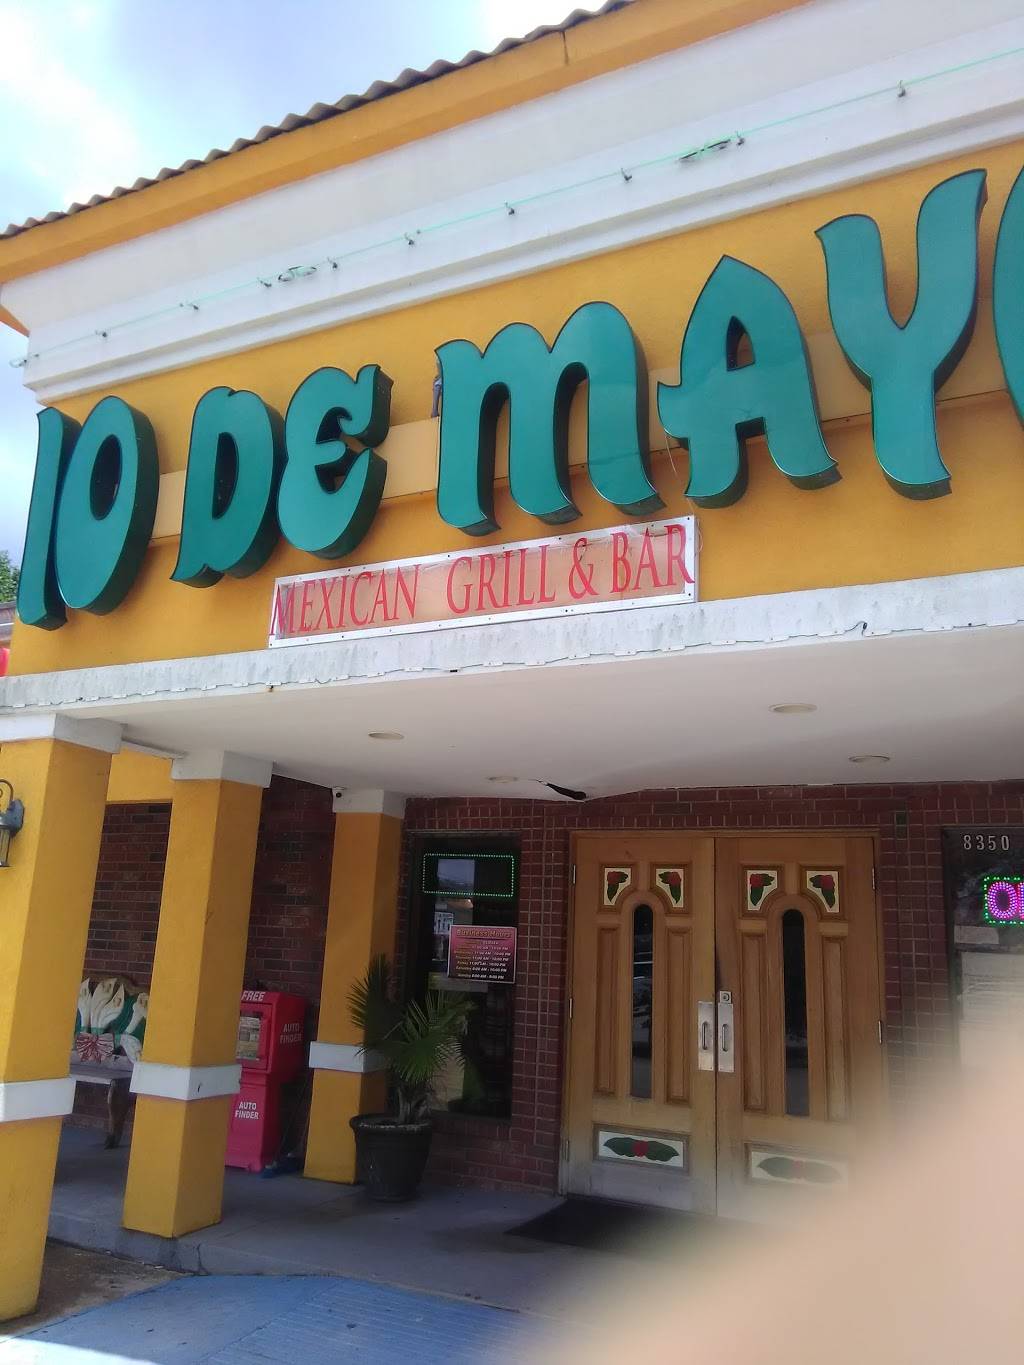 10 DE MAYO
MEXICAN GRILL & BAR
8350
Business Hours
FREE
AUTO
FINDER
AUTO
FINDER